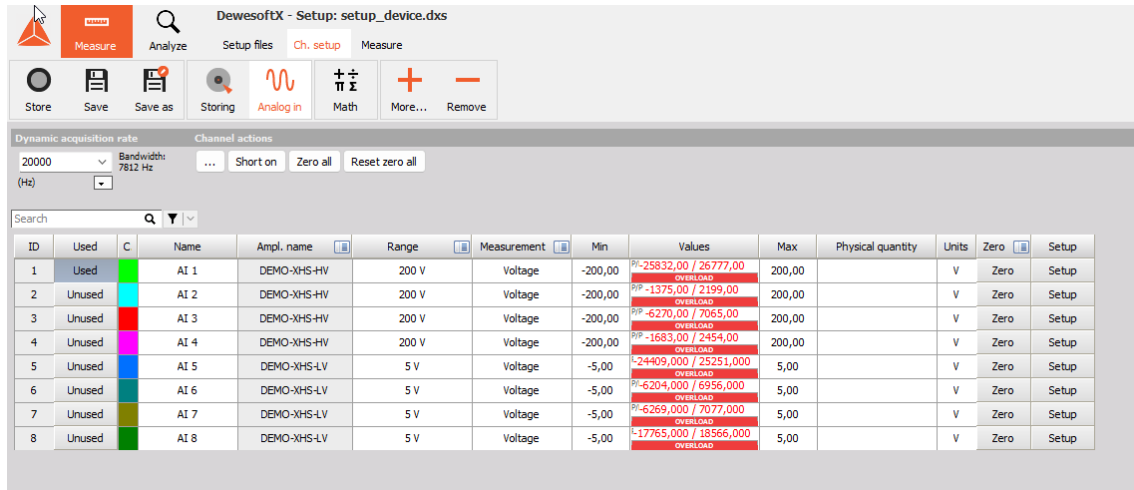 DewesoftX - Setup: setup_device.dxs
Measure Analyze Setup files Ch. setup Measure
Store Save Save as Storing Analog in Math More... Remove
Dynamic acquisition rate Channel actions
20000 Bandwidth: 7812 Hz ... Short on Zero all Reset zero all
(Hz)
Search
ID Used C Name Ampl. name Range Measurement Min Values Max Physical quantity Units Zero Setup
1 Used AI 1 DEMO-XHS-HV 200 V Voltage -200,00 -25832,00 / 26777,00 OVERLOAD 200,00 V Zero Setup
2 Unused AI 2 DEMO-XHS-HV 200 V Voltage -200,00 P/P -1375,00 / 2199,00 OVERLOAD 200,00 V Zero Setup
3 Unused AI 3 DEMO-XHS-HV 200 V Voltage -200,00 P/P -6270,00 / 7065,00 OVERLOAD 200,00 V Zero Setup
4 Unused AI 4 DEMO-XHS-HV 200 V Voltage -200,00 P/P -1683,00 / 2454,00 OVERLOAD 200,00 V Zero Setup
5 Unused AI 5 DEMO-XHS-LV 5 V Voltage -5,00 -24409,000 / 25251,000 OVERLOAD 5,00 V Zero Setup
6 Unused AI 6 DEMO-XHS-LV 5 V Voltage -5,00 -6204,000 / 6956,000 OVERLOAD 5,00 V Zero Setup
7 Unused AI 7 DEMO-XHS-LV 5 V Voltage -5,00 -6269,000 / 7077,000 OVERLOAD 5,00 V Zero Setup
8 Unused AI 8 DEMO-XHS-LV 5 V Voltage -5,00 -17765,000 / 18566,000 OVERLOAD 5,00 V Zero Setup